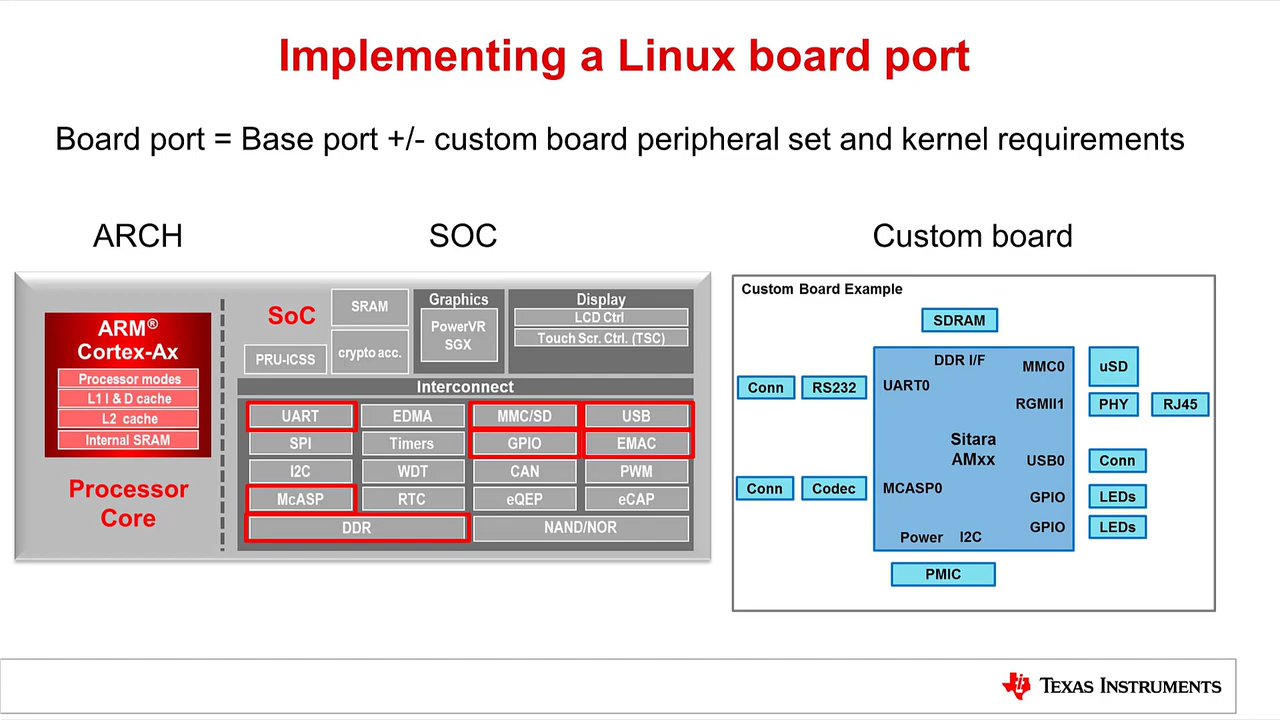 Implementing a Linux board port
Board port = Base port +/- custom board peripheral set and kernel requirements
ARCH
SOC
Custom board
ARM®
Cortex-Ax
Processor modes
L1 I & D cache
L2 cache
Internal SRAM
Processor
Core
SoC
SRAM
PRU-ICSS
crypto acc.
Graphics
PowerVR
SGX
Display
LCD Ctrl
Touch Scr. Ctrl. (TSC)
Interconnect
UART
EDMA
MMC/SD
USB
SPI
Timers
GPIO
EMAC
I2C
WDT
CAN
PWM
McASP
RTC
eQEP
eCAP
DDR
NAND/NOR
Custom Board Example
SDRAM
DDR I/F
MMC0
uSD
Conn
RS232
UART0
RGMII1
PHY
RJ45
Sitara
AMxx
USB0
Conn
Conn
Codec
MCASP0
GPIO
LEDs
GPIO
LEDs
Power
I2C
PMIC
TEXAS INSTRUMENTS